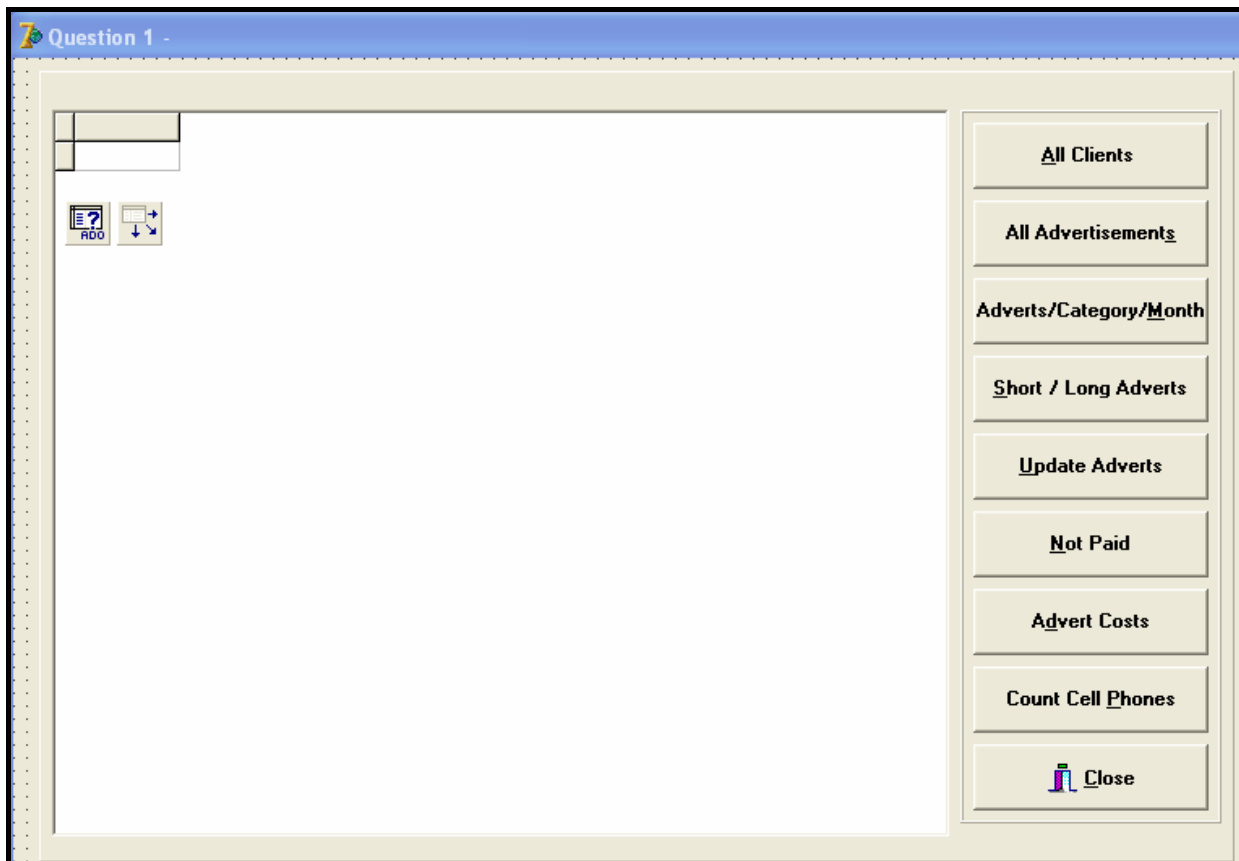 Question 1 -
All Clients
All Advertisements
Adverts/Category/Month
Short / Long Adverts
Update Adverts
Not Paid
Advert Costs
Count Cell Phones
Close
?
ADO